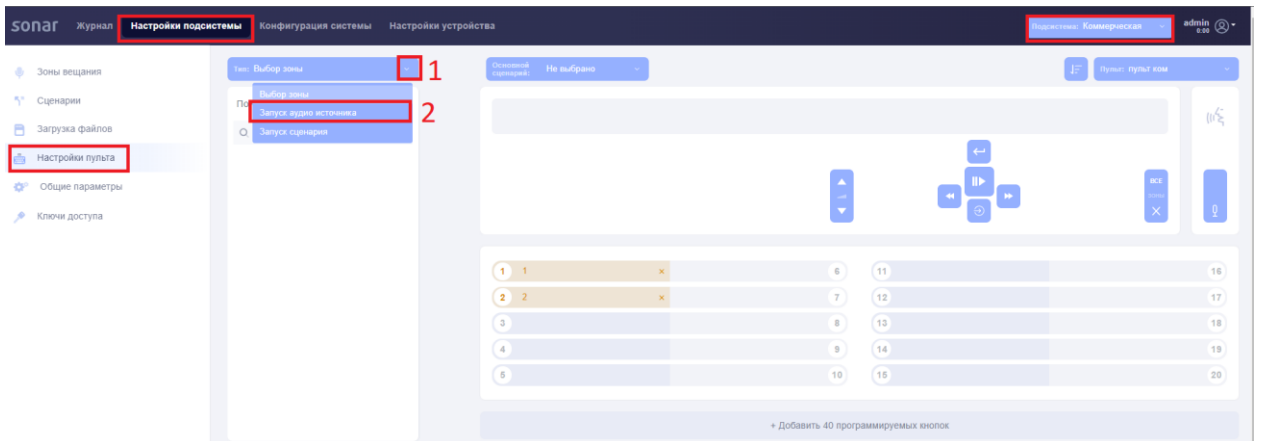 sonar Журнал Настройки подсистемы Конфигурация системы Настройки устройства Подсистема: Коммерческая admin
0:00
Зоны вещания
Сценарии
Загрузка файлов
Настройки пульта
Общие параметры
Ключи доступа
Тип: Выбор зоны 1
Выбор зоны
Запуск аудио источника 2
Запуск сценария
По
Основной сценарий: Не выбрано
Пульт: пульт ком
ВСЕ
1 1 × 6 11 16
2 2 × 7 12 17
3 8 13 18
4 9 14 19
5 10 15 20
+ Добавить 40 программируемых кнопок